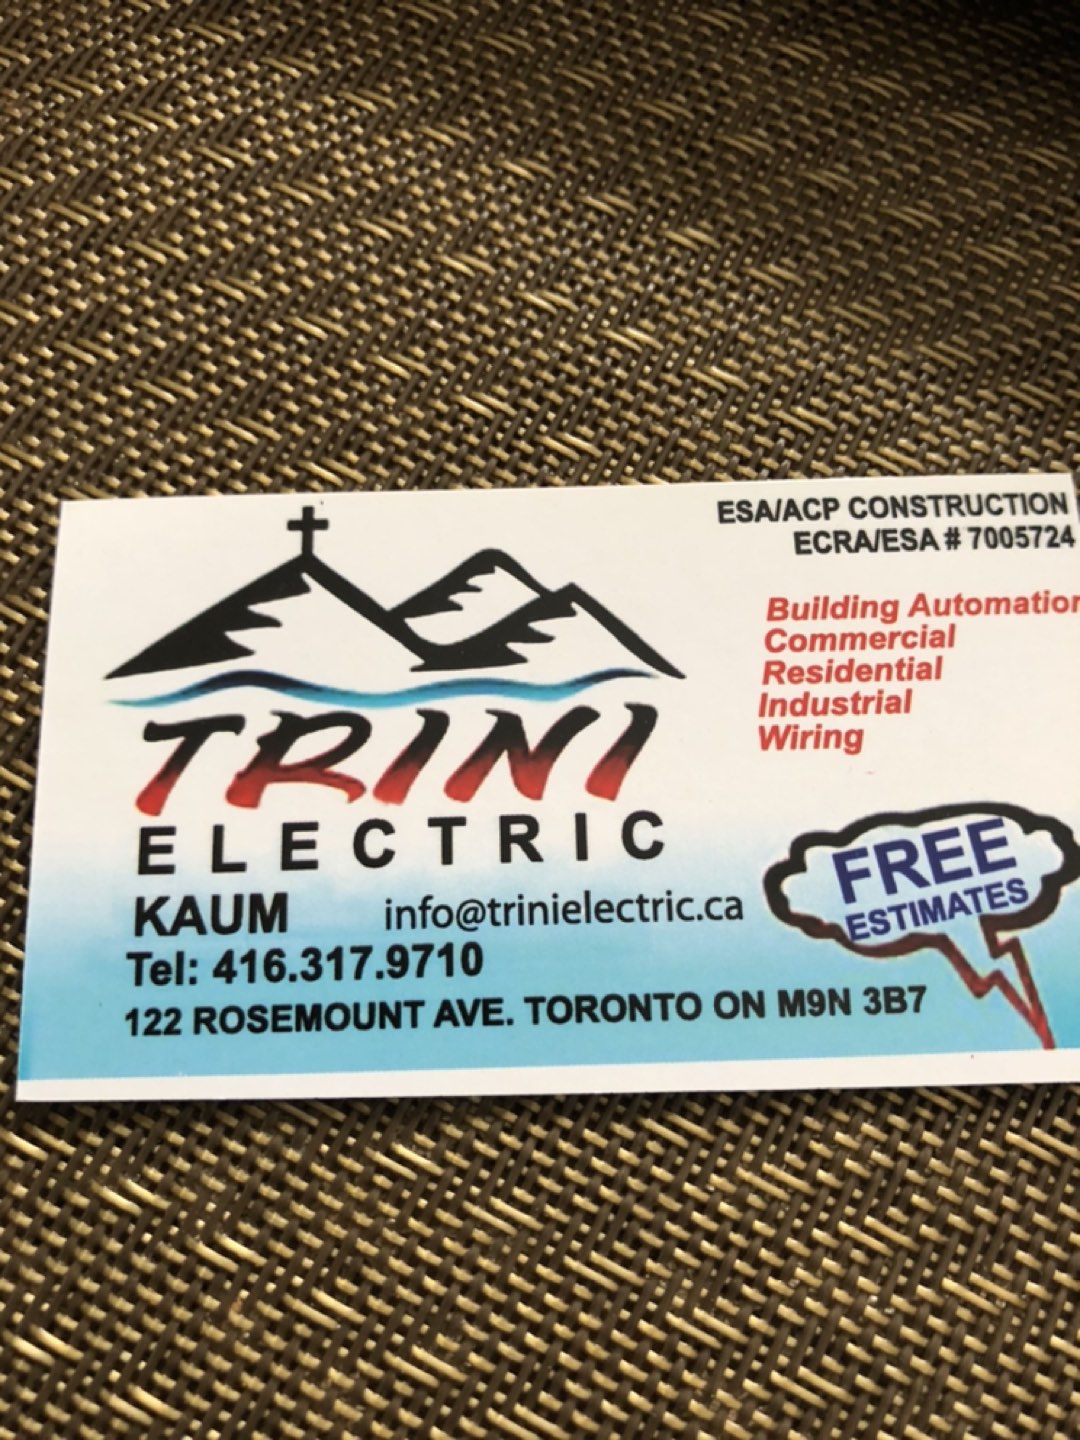 ESA/ACP CONSTRUCTION
ECRA/ESA # 7005724
Building Automation
Commercial
Residential
Industrial
Wiring
TRINI
ELECTRIC
FREE
ESTIMATES
KAUM info@trinielectric.ca
Tel: 416.317.9710
122 ROSEMOUNT AVE. TORONTO ON M9N 3B7